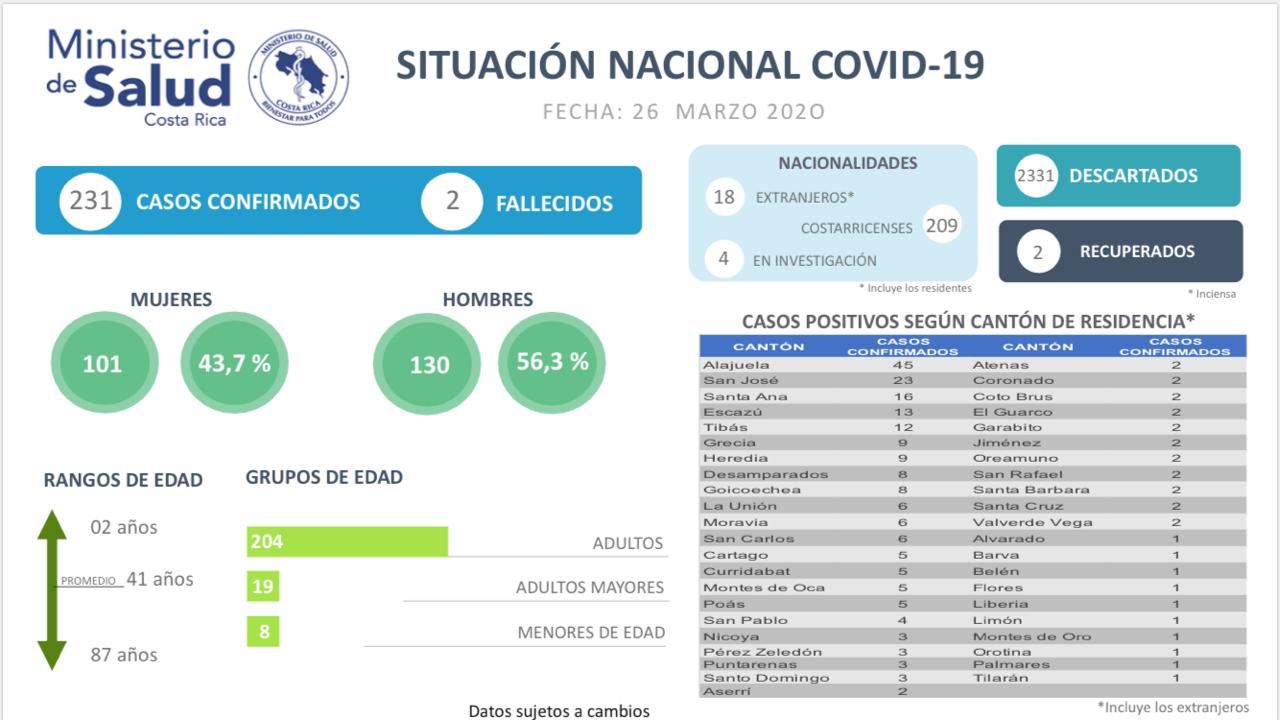 Ministerio
de Salud
Costa Rica
MINISTERIO DE SALUD
COSTA RICA
BIENESTAR PARA TODOS
SITUACIÓN NACIONAL COVID-19
FECHA: 26 MARZO 2020
231 CASOS CONFIRMADOS 2 FALLECIDOS
NACIONALIDADES
18 EXTRANJEROS*
COSTARRICENSES 209
4 EN INVESTIGACIÓN
* Incluye los residentes
2331 DESCARTADOS
2 RECUPERADOS
* Inciensa
MUJERES
101 43,7 %
HOMBRES
130 56,3 %
RANGOS DE EDAD
02 años
PROMEDIO 41 años
87 años
GRUPOS DE EDAD
204 ADULTOS
19 ADULTOS MAYORES
8 MENORES DE EDAD
CASOS POSITIVOS SEGÚN CANTÓN DE RESIDENCIA*
CANTÓN CASOS CONFIRMADOS CANTÓN CASOS CONFIRMADOS
Alajuela 45 Atenas 2
San José 23 Coronado 2
Santa Ana 16 Coto Brus 2
Escazú 13 El Guarco 2
Tibás 12 Garabito 2
Grecia 9 Jiménez 2
Heredia 9 Oreamuno 2
Desamparados 8 San Rafael 2
Goicoechea 8 Santa Barbara 2
La Unión 6 Santa Cruz 2
Moravia 6 Valverde Vega 2
San Carlos 6 Alvarado 1
Cartago 5 Barva 1
Curridabat 5 Belén 1
Montes de Oca 5 Flores 1
Poás 5 Liberia 1
San Pablo 4 Limón 1
Nicoya 3 Montes de Oro 1
Pérez Zeledón 3 Orotina 1
Puntarenas 3 Palmares 1
Santo Domingo 3 Tilarán 1
Aserrí 2
*Incluye los extranjeros
Datos sujetos a cambios